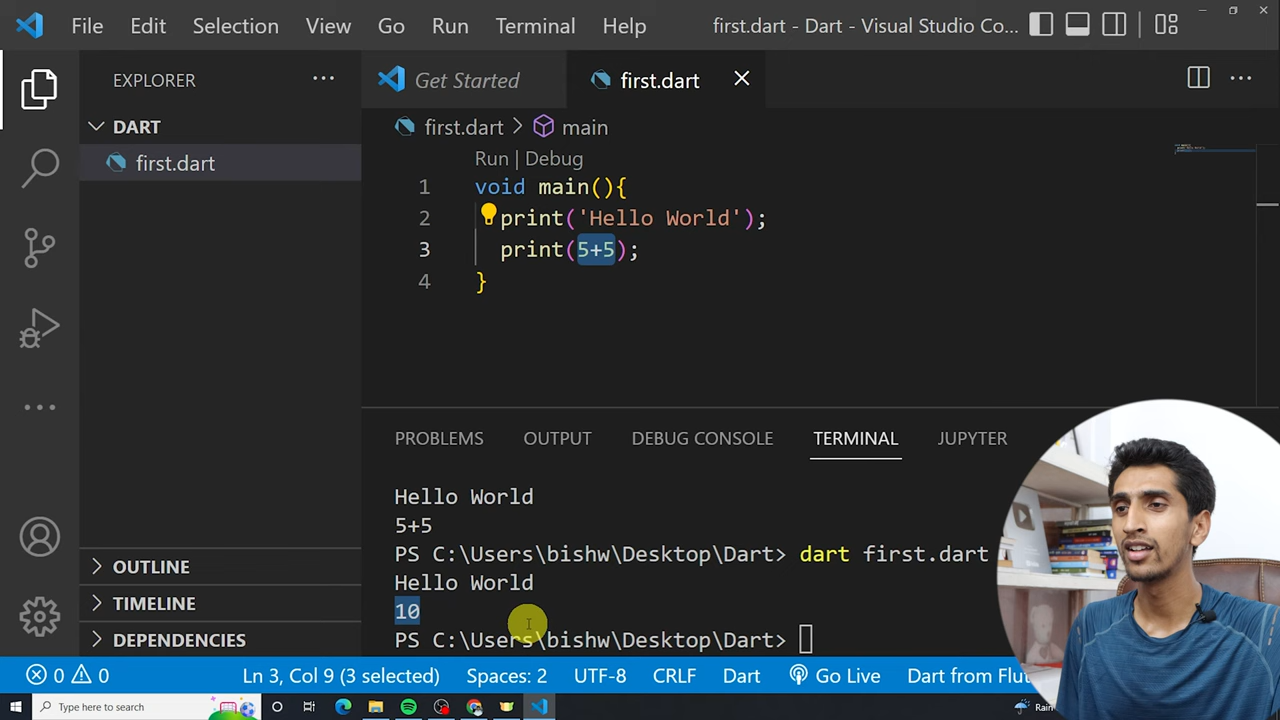 File Edit Selection View Go Run Terminal Help first.dart - Dart - Visual Studio Co...
EXPLORER ...
Get Started
first.dart
DART
first.dart
first.dart > main
Run | Debug
1 void main(){
2 print('Hello World');
3 print(5+5);
4 }
PROBLEMS OUTPUT DEBUG CONSOLE TERMINAL JUPYTER
Hello World
5+5
PS C:\Users\bishw\Desktop\Dart> dart first.dart
Hello World
10
PS C:\Users\bishw\Desktop\Dart>
OUTLINE
TIMELINE
DEPENDENCIES
0 0 Ln 3, Col 9 (3 selected) Spaces: 2 UTF-8 CRLF Dart Go Live Dart from Flu
Type here to search
Rain